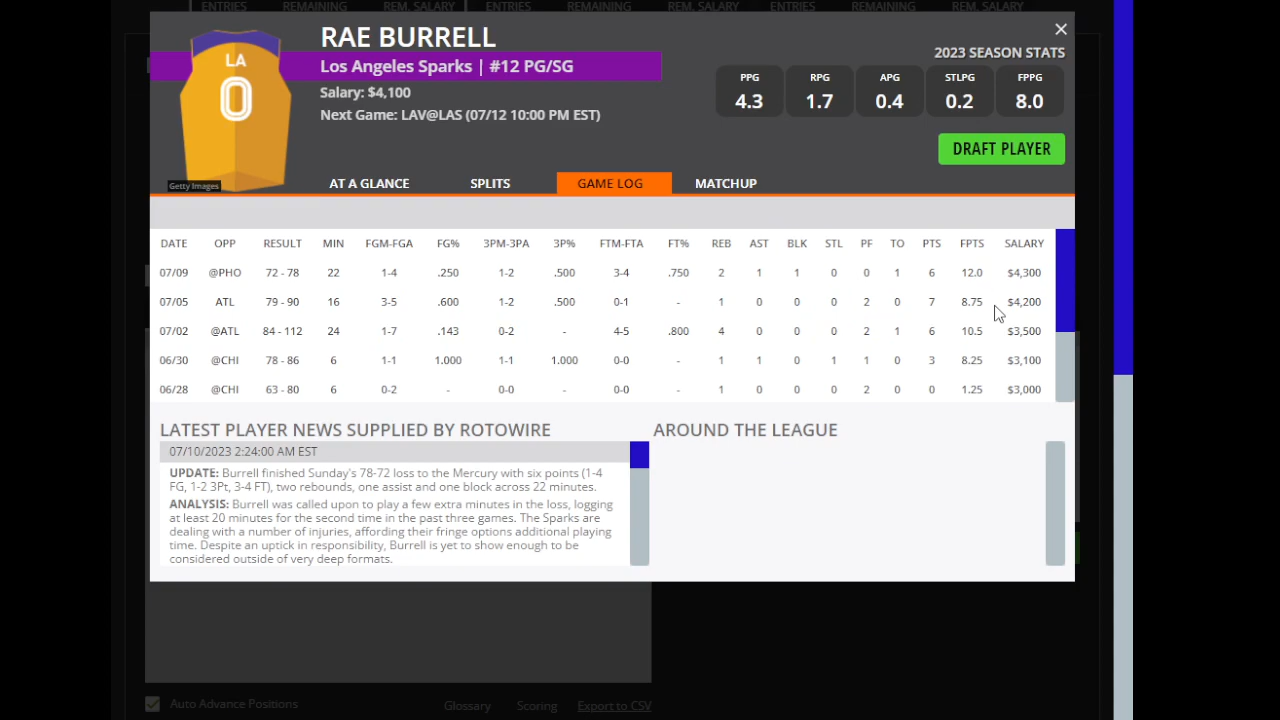 ENTRIES REMAINING REM. SALARY ENTRIES REMAINING REM. SALARY ENTRIES REMAINING REM. SALARY
RAE BURRELL
Los Angeles Sparks | #12 PG/SG
Salary: $4,100
Next Game: LAV@LAS (07/12 10:00 PM EST)
LA
0
Getty Images
2023 SEASON STATS
PPG RPG APG STLPG FPPG
4.3 1.7 0.4 0.2 8.0
DRAFT PLAYER
AT A GLANCE SPLITS GAME LOG MATCHUP
DATE OPP RESULT MIN FGM-FGA FG% 3PM-3PA 3P% FTM-FTA FT% REB AST BLK STL PF TO PTS FPTS SALARY
07/09 @PHO 72 - 78 22 1-4 .250 1-2 .500 3-4 .750 2 1 1 0 0 1 6 12.0 $4,300
07/05 ATL 79 - 90 16 3-5 .600 1-2 .500 0-1 - 1 0 0 0 2 0 7 8.75 $4,200
07/02 @ATL 84 - 112 24 1-7 .143 0-2 - 4-5 .800 4 0 0 0 2 1 6 10.5 $3,500
06/30 @CHI 78 - 86 6 1-1 1.000 1-1 1.000 0-0 - 1 1 0 1 1 0 3 8.25 $3,100
06/28 @CHI 63 - 80 6 0-2 - 0-0 - 0-0 - 1 0 0 0 2 0 0 1.25 $3,000
LATEST PLAYER NEWS SUPPLIED BY ROTOWIRE
07/10/2023 2:24:00 AM EST
UPDATE: Burrell finished Sunday's 78-72 loss to the Mercury with six points (1-4
FG, 1-2 3Pt, 3-4 FT), two rebounds, one assist and one block across 22 minutes.
ANALYSIS: Burrell was called upon to play a few extra minutes in the loss, logging
at least 20 minutes for the second time in the past three games. The Sparks are
dealing with a number of injuries, affording their fringe options additional playing
time. Despite an uptick in responsibility, Burrell is yet to show enough to be
considered outside of very deep formats.
AROUND THE LEAGUE
Auto Advance Positions
Glossary Scoring Export to CSV